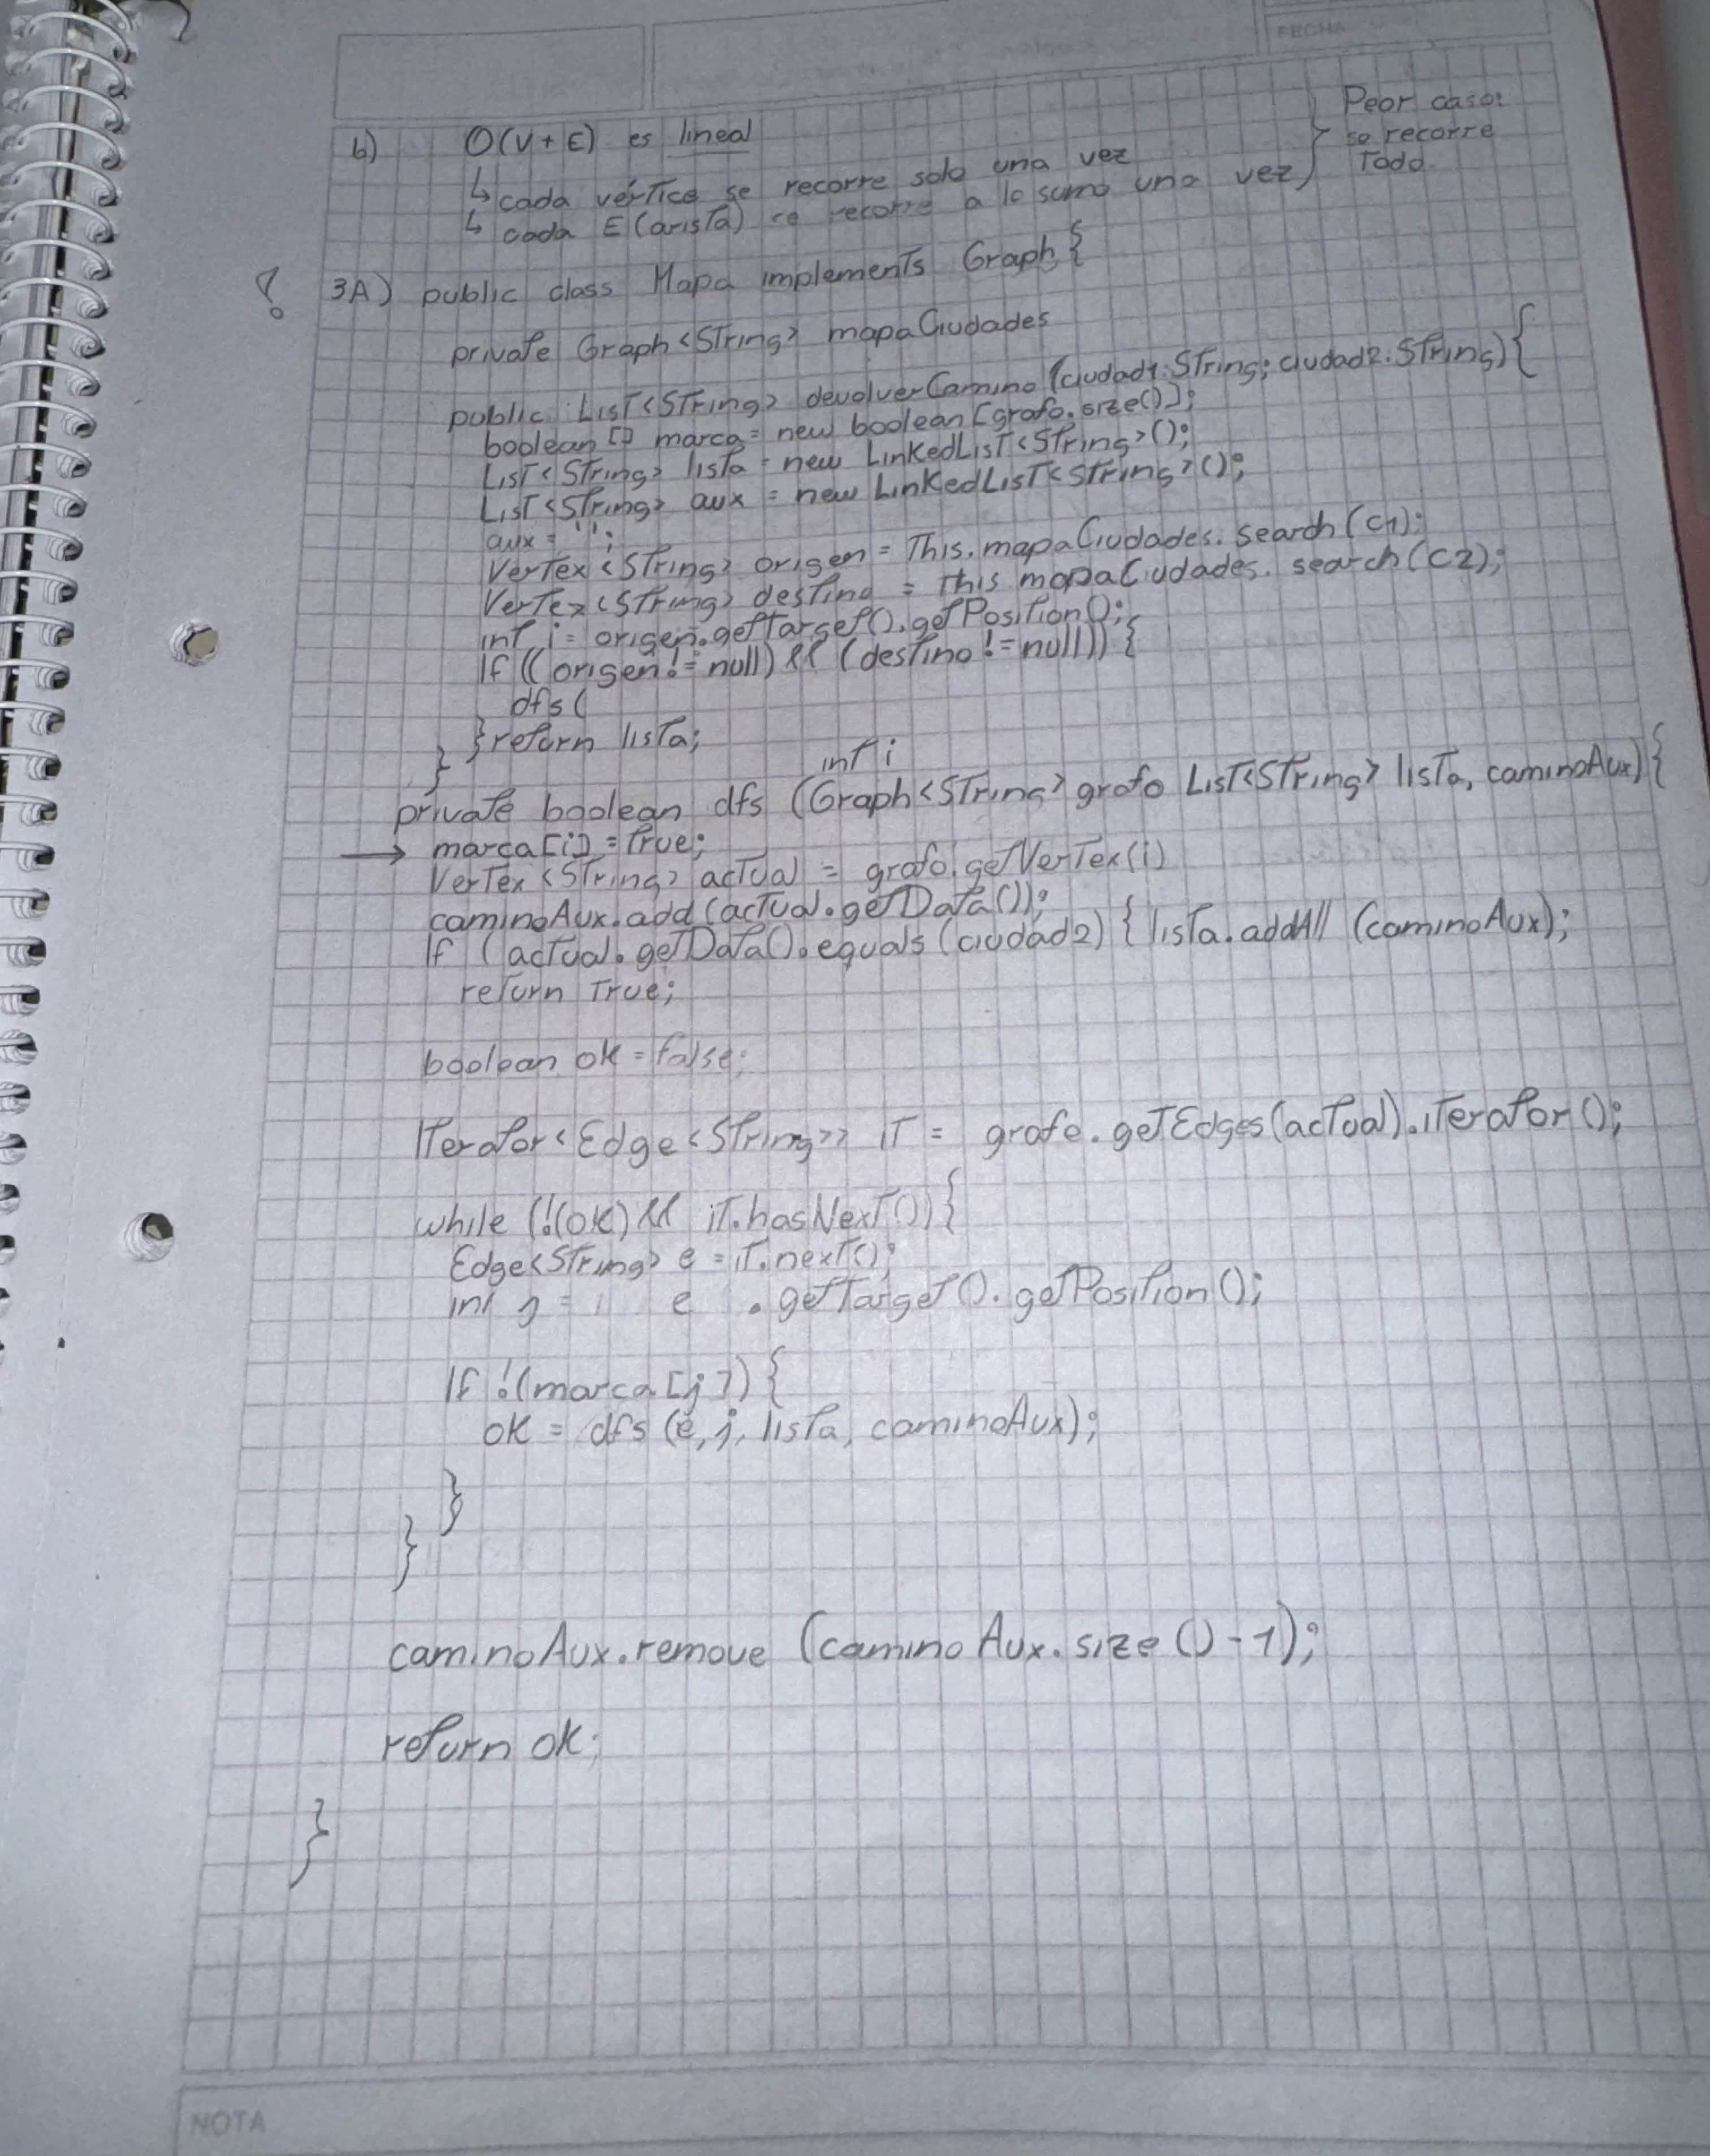 FECHA
b) O(V + E) es lineal
↳ cada vértice se recorre solo una vez
↳ cada E (arista) se recorre a lo sumo una vez
} Peor caso:
se recorre
Todo.
! 3A) public class Mapa implements Graph {
private Graph<String> mapaCiudades
public List<String> devolverCamino (ciudad1:String; ciudad2:String) {
boolean [] marca = new boolean [grafo.size()];
List<String> lista = new LinkedList<String>();
List<String> aux = new LinkedList<String>();
aux = '';
Vertex<String> origen = This.mapaCiudades.search(C1);
Vertex<String> destino = This mapaCiudades.search(C2);
int i = origen.getTarget().getPosition();
If ((origen != null) && (destino != null)) {
dfs (
} return lista;
}
int i
private boolean dfs (Graph<String> grafo List<String> lista, caminoAux) {
→ marca [i] = True;
Vertex<String> actual = grafo.getVertex(i)
caminoAux.add(actual.getData());
If (actual.getData().equals(ciudad2) { lista.addAll (caminoAux);
return True;
boolean ok = false;
Iterator<Edge<String>> iT = grafo.getEdges(actual).iterator();
while (!(ok) && iT.hasNext()) {
Edge<String> e = iT.next();
int j = e .getTarget().getPosition();
If !(marca [j]) {
ok = dfs (e, j, lista, caminoAux);
}
}
caminoAux.remove (caminoAux.size()-1);
return ok;
}
NOTA